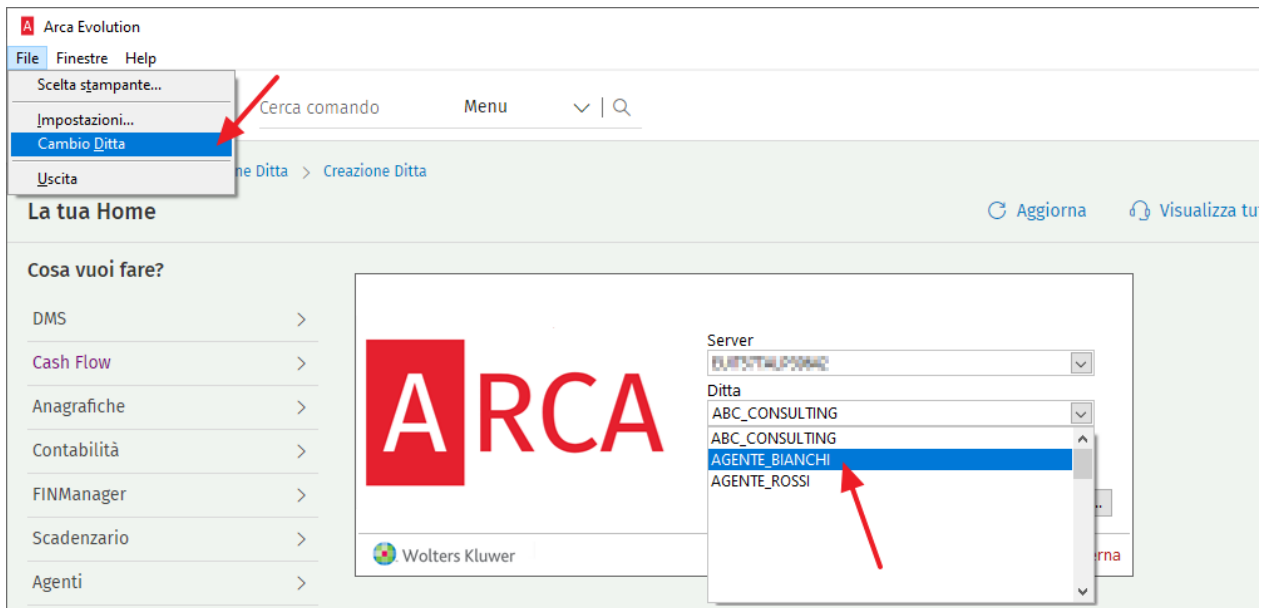 A Arca Evolution
File Finestre Help
Scelta stampante...
Impostazioni...
Cambio Ditta
Uscita
Cerca comando Menu
ne Ditta > Creazione Ditta
La tua Home
Aggiorna Visualizza tu
Cosa vuoi fare?
DMS
Cash Flow
Anagrafiche
Contabilità
FINManager
Scadenzario
Agenti
ARCA
Wolters Kluwer
Server
Ditta
ABC_CONSULTING
ABC_CONSULTING
AGENTE_BIANCHI
AGENTE_ROSSI
..
rna